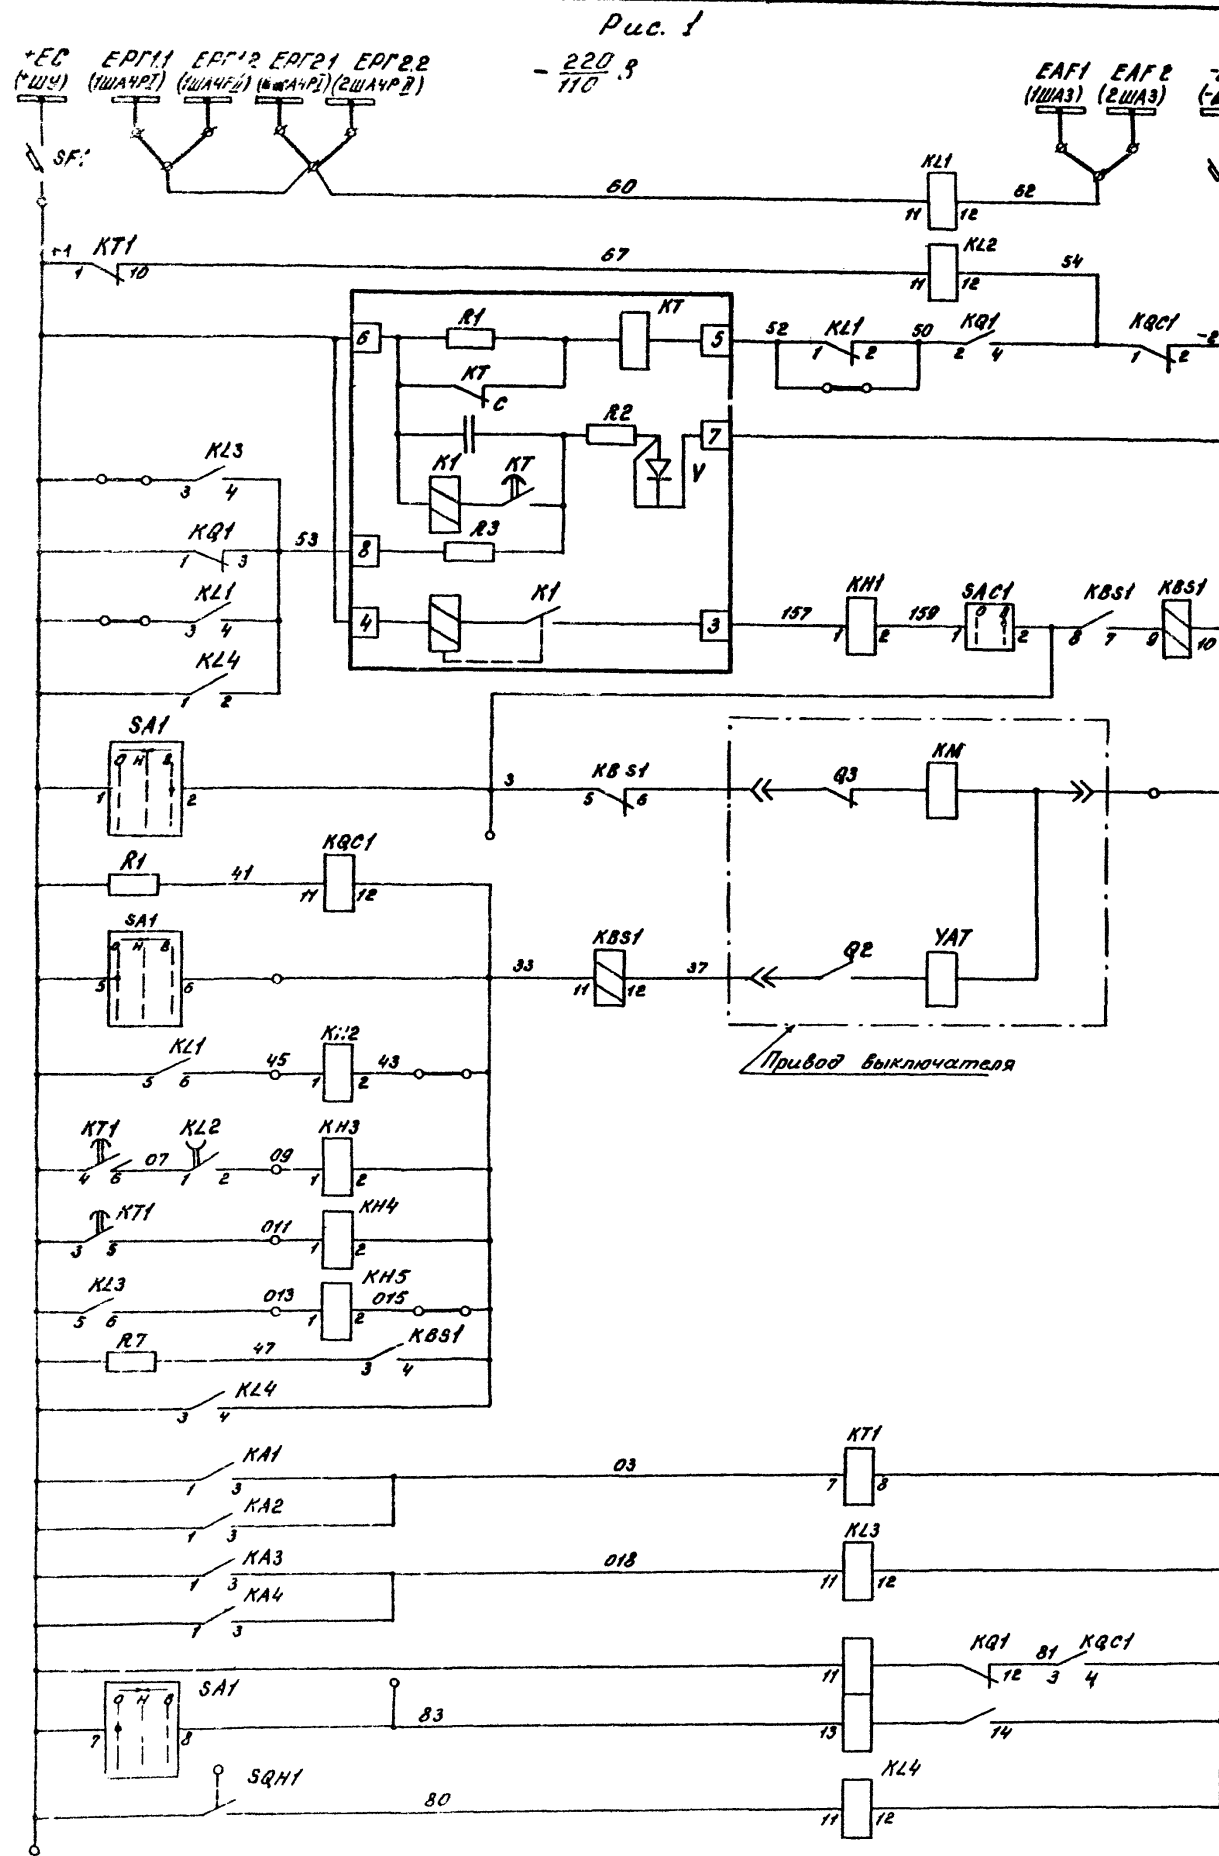 Рис. 1
- 220/110 В
+ЕС ЕРГ1.1 ЕРГ2.1 ЕРГ2.2 EAF1 EAF2
(+ШУ) (1ШАЧРI) (2ШАЧРII) (1ШАЗ) (2ШАЗ)
KL1
60 11 12 62
+1 KT1 67 KL2 54
1 10 11 12
6 R1 KT 5 52 KL1 50 KQ1 KQC1 -2
1 2 2 4 1 2
KT
C R2 7
KL3 K1 KT V
3 4
KQ1 53 8 R3
1 3
KL1 4 K1 3 157 KH1 159 SAC1 KBS1 KBS1
3 4 1 2 1 О В 2 8 7 9 10
KL4
1 2
SA1
О Н В
1 2 3 KBS1 Q3 KM
5 6
R1 41 KQC1
11 12
SA1
О Н В
5 6 33 KBS1 37 Q2 YAT
11 12
KL1 45 43
5 6 1 2
Привод выключателя
KT1 07 KL2 09 KH3
4 6 1 2 1 2
KT1 011 KH4
3 5 1 2
KL3 013 KH5 015
5 6 1 2
R7 47 KBS1
3 4
KL4
3 4
KA1 03 KT1
1 3 7 8
KA2
1 3
KA3 018 KL3
1 3 11 12
KA4
1 3
11 KQ1 12 81 KQC1
3 4
SA1
О Н В
7 8 83 13 14
SQH1 80 KL4
11 12